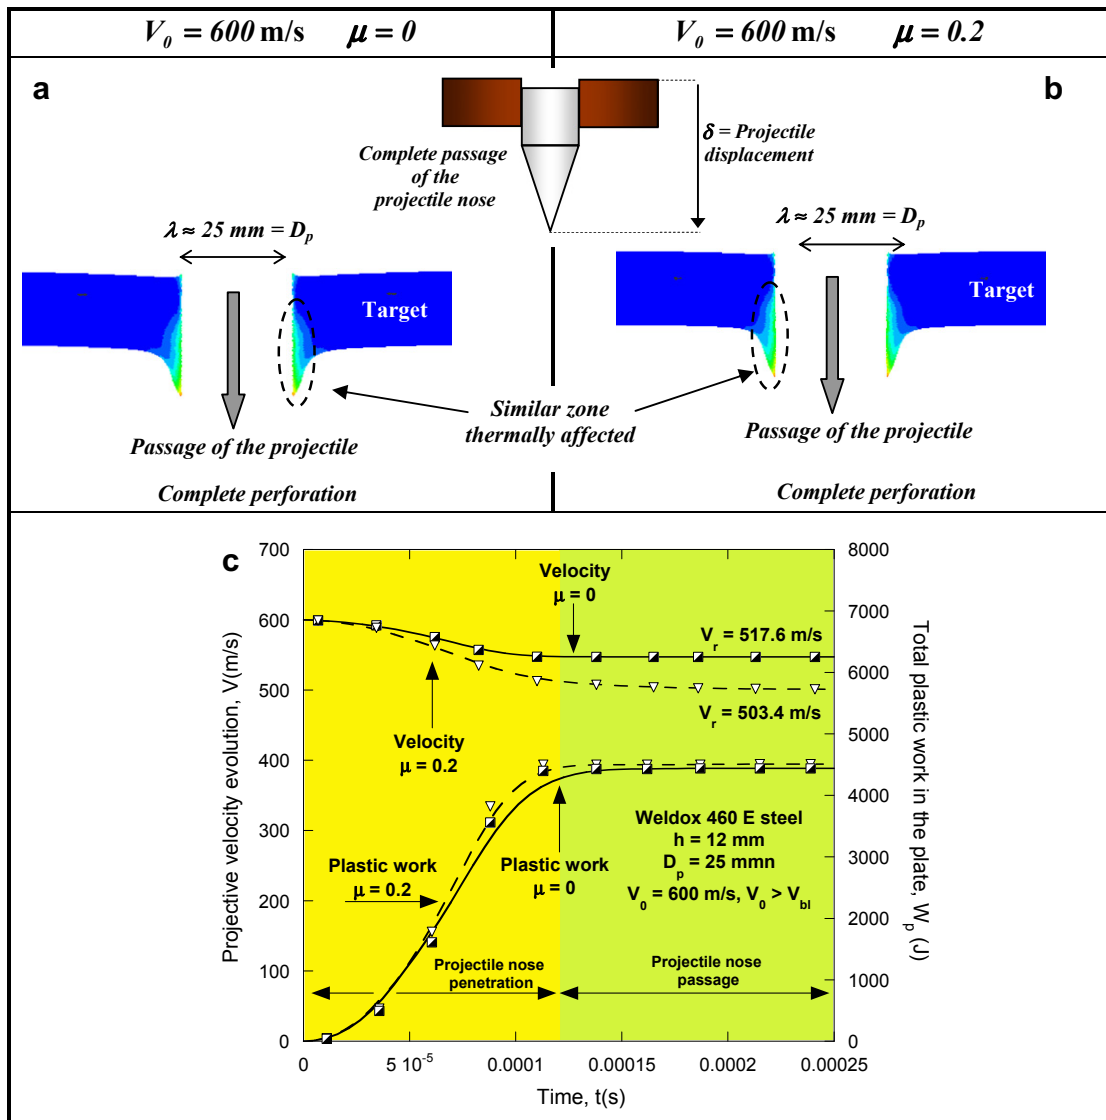 V₀ = 600 m/s μ = 0
V₀ = 600 m/s μ = 0.2
a
b
Complete passage
of the
projectile nose
δ = Projectile
displacement
λ ≈ 25 mm = Dₚ
λ ≈ 25 mm = Dₚ
Target
Target
Similar zone
thermally affected
Passage of the projectile
Passage of the projectile
Complete perforation
Complete perforation
c
Projective velocity evolution, V(m/s)
700
600
500
400
300
200
100
0
Total plastic work in the plate, Wₚ (J)
8000
7000
6000
5000
4000
3000
2000
1000
0
Velocity
μ = 0
Vᵣ = 517.6 m/s
Vᵣ = 503.4 m/s
Velocity
μ = 0.2
Plastic work
μ = 0.2
Plastic work
μ = 0
Weldox 460 E steel
h = 12 mm
Dₚ = 25 mmn
V₀ = 600 m/s, V₀ > V_bl
Projectile nose
penetration
Projectile nose
passage
0
5 10⁻⁵
0.0001
0.00015
0.0002
0.00025
Time, t(s)